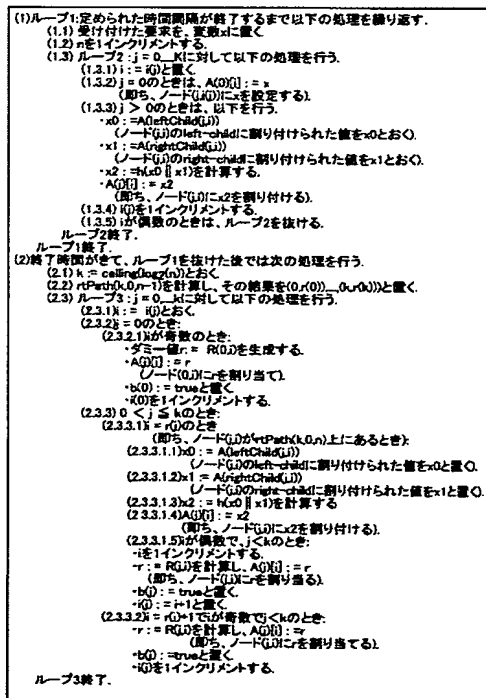 (1)ループ1:定められた時間間隔が終了するまで以下の処理を繰り返す.
(1.1) 受け付けた要求を、変数xに置く.
(1.2) nを1インクリメントする.
(1.3) ループ2:j = 0,...,Kに対して以下の処理を行う.
(1.3.1) i := i(j)と置く.
(1.3.2) j = 0のときは、A(0)[i] := x
(即ち、ノード(j,i(j))にxを設定する).
(1.3.3) j > 0のときは、以下を行う.
・x0 :=A(leftChild(j,i))
(ノード(j,i)のleft-childに割り付けられた値をx0とおく).
・x1 :=A(rightChild(j,i))
(ノード(j,i)のright-childに割り付けられた値をx1とおく).
・x2 :=h(x0 || x1)を計算する.
・A(j)[i] := x2
(即ち、ノード(j,i)にx2を割り付ける).
(1.3.4) i(j)を1インクリメントする.
(1.3.5) iが偶数のときは、ループ2を抜ける.
ループ2終了.
ループ1終了.
(2)終了時間がきて、ループ1を抜けた後では次の処理を行う.
(2.1) k := ceiling(log2(n))とおく.
(2.2) rtPath(k,0,n-1)を計算し、その結果を(0,r(0)),...,(k,r(k))と置く.
(2.3) ループ3:j = 0,...,kに対して以下の処理を行う.
(2.3.1)i := i(j)とおく.
(2.3.2)j = 0のとき:
(2.3.2.1)iが奇数のとき:
・ダミー値r := R(0,i)を生成する.
・A(j)[i] := r
(ノード(0,i)にrを割り当て).
・b(0) := trueと置く.
・i(0)を1インクリメントする.
(2.3.3) 0 < j ≦ kのとき:
(2.3.3.1)i = r(j)のとき
(即ち、ノード(j,i)がrtPath(k,0,n)上にあるとき):
(2.3.3.1.1)x0 := A(leftChild(j,i))
(ノード(j,i)のleft-childに割り付けられた値をx0と置く).
(2.3.3.1.2)x1 := A(rightChild(j,i))
(ノード(j,i)のright-childに割り付けられた値をx1と置く).
(2.3.3.1.3)x2 := h(x0 || x1)を計算する
(2.3.3.1.4)A(j)[i] := x2
(即ち、ノード(j,i)にx2を割り付ける)
(2.3.3.1.5)iが偶数で、j<kのとき:
・iを1インクリメントする.
・r := R(j,i)を計算し、A(j)[i] := r
(即ち、ノード(j,i)にrを割り当る).
・b(j) := trueと置く.
・i(j) := i+1と置く.
(2.3.3.2)i = r(j)+1でiが奇数でj<kのとき:
・r := R(j,i)を計算し、A(j)[i] :=r
(即ち、ノード(j,i)にrを割り当てる).
・b(j) :=trueと置く
・i(j)を1インクリメントする.
ループ3終了.